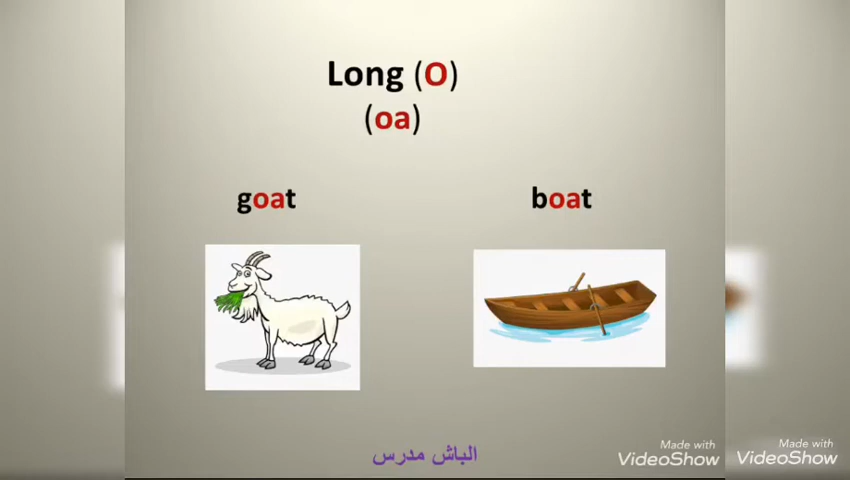 Long (O)
(oa)
goat
boat
الباش مدرس
Made with
VideoShow
Made with
VideoShow